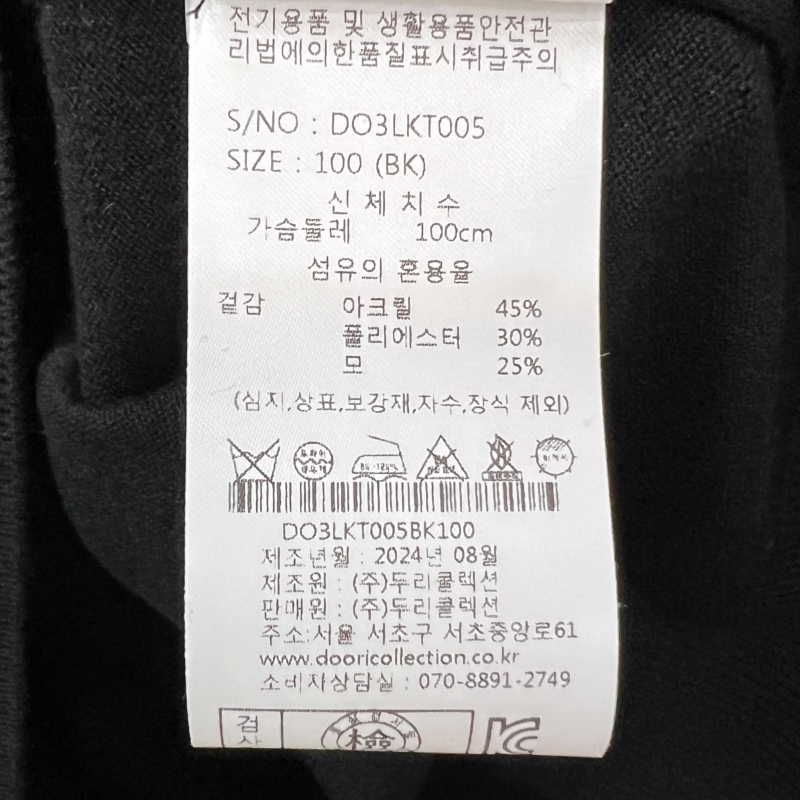 전기용품 및 생활용품안전관
리법에의한품질표시취급주의
S/NO : DO3LKT005
SIZE : 100 (BK)
신 체 치 수
가슴둘레 100cm
섬유의 혼용율
겉감 아크릴 45%
폴리에스터 30%
모 25%
(심지,상표,보강재,자수,장식 제외)
드라이
DO3LKT005BK100
제조년월 : 2024년 08월
제조원 : (주)두리콜렉션
판매원 : (주)두리콜렉션
주소:서울 서초구 서초중앙로61
www.dooricollection.co.kr
소비자상담실 : 070-8891-2749
검
사
檢